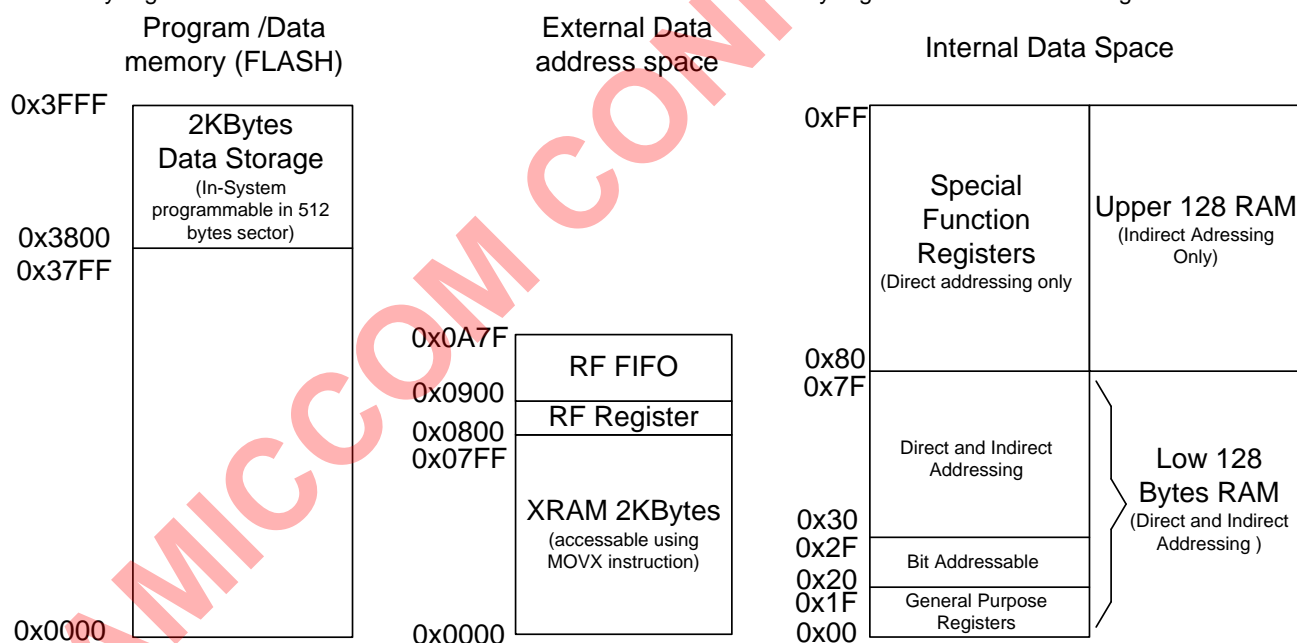 Program /Data
memory (FLASH)
0x3FFF
2KBytes
Data Storage
(In-System
programmable in 512
bytes sector)
0x3800
0x37FF
0x0000
External Data
address space
0x0A7F
RF FIFO
0x0900
RF Register
0x0800
0x07FF
XRAM 2KBytes
(accessable using
MOVX instruction)
0x0000
Internal Data Space
0xFF
Special
Function
Registers
(Direct addressing only
Upper 128 RAM
(Indirect Adressing
Only)
0x80
0x7F
Direct and Indirect
Addressing
Low 128
Bytes RAM
(Direct and Indirect
Addressing )
0x30
0x2F
Bit Addressable
0x20
0x1F
General Purpose
Registers
0x00
AMICCOM CONF